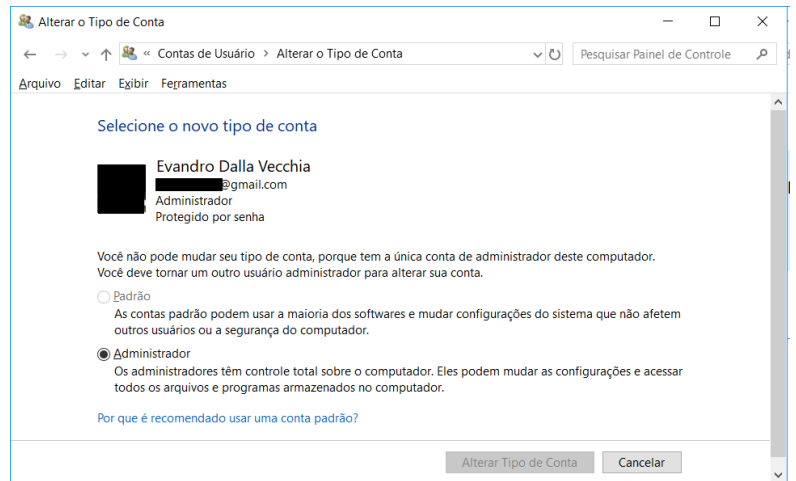 Alterar o Tipo de Conta
« Contas de Usuário > Alterar o Tipo de Conta
Pesquisar Painel de Controle
Arquivo Editar Exibir Ferramentas
Selecione o novo tipo de conta
Evandro Dalla Vecchia
@gmail.com
Administrador
Protegido por senha
Você não pode mudar seu tipo de conta, porque tem a única conta de administrador deste computador.
Você deve tornar um outro usuário administrador para alterar sua conta.
Padrão
As contas padrão podem usar a maioria dos softwares e mudar configurações do sistema que não afetem
outros usuários ou a segurança do computador.
Administrador
Os administradores têm controle total sobre o computador. Eles podem mudar as configurações e acessar
todos os arquivos e programas armazenados no computador.
Por que é recomendado usar uma conta padrão?
Alterar Tipo de Conta Cancelar